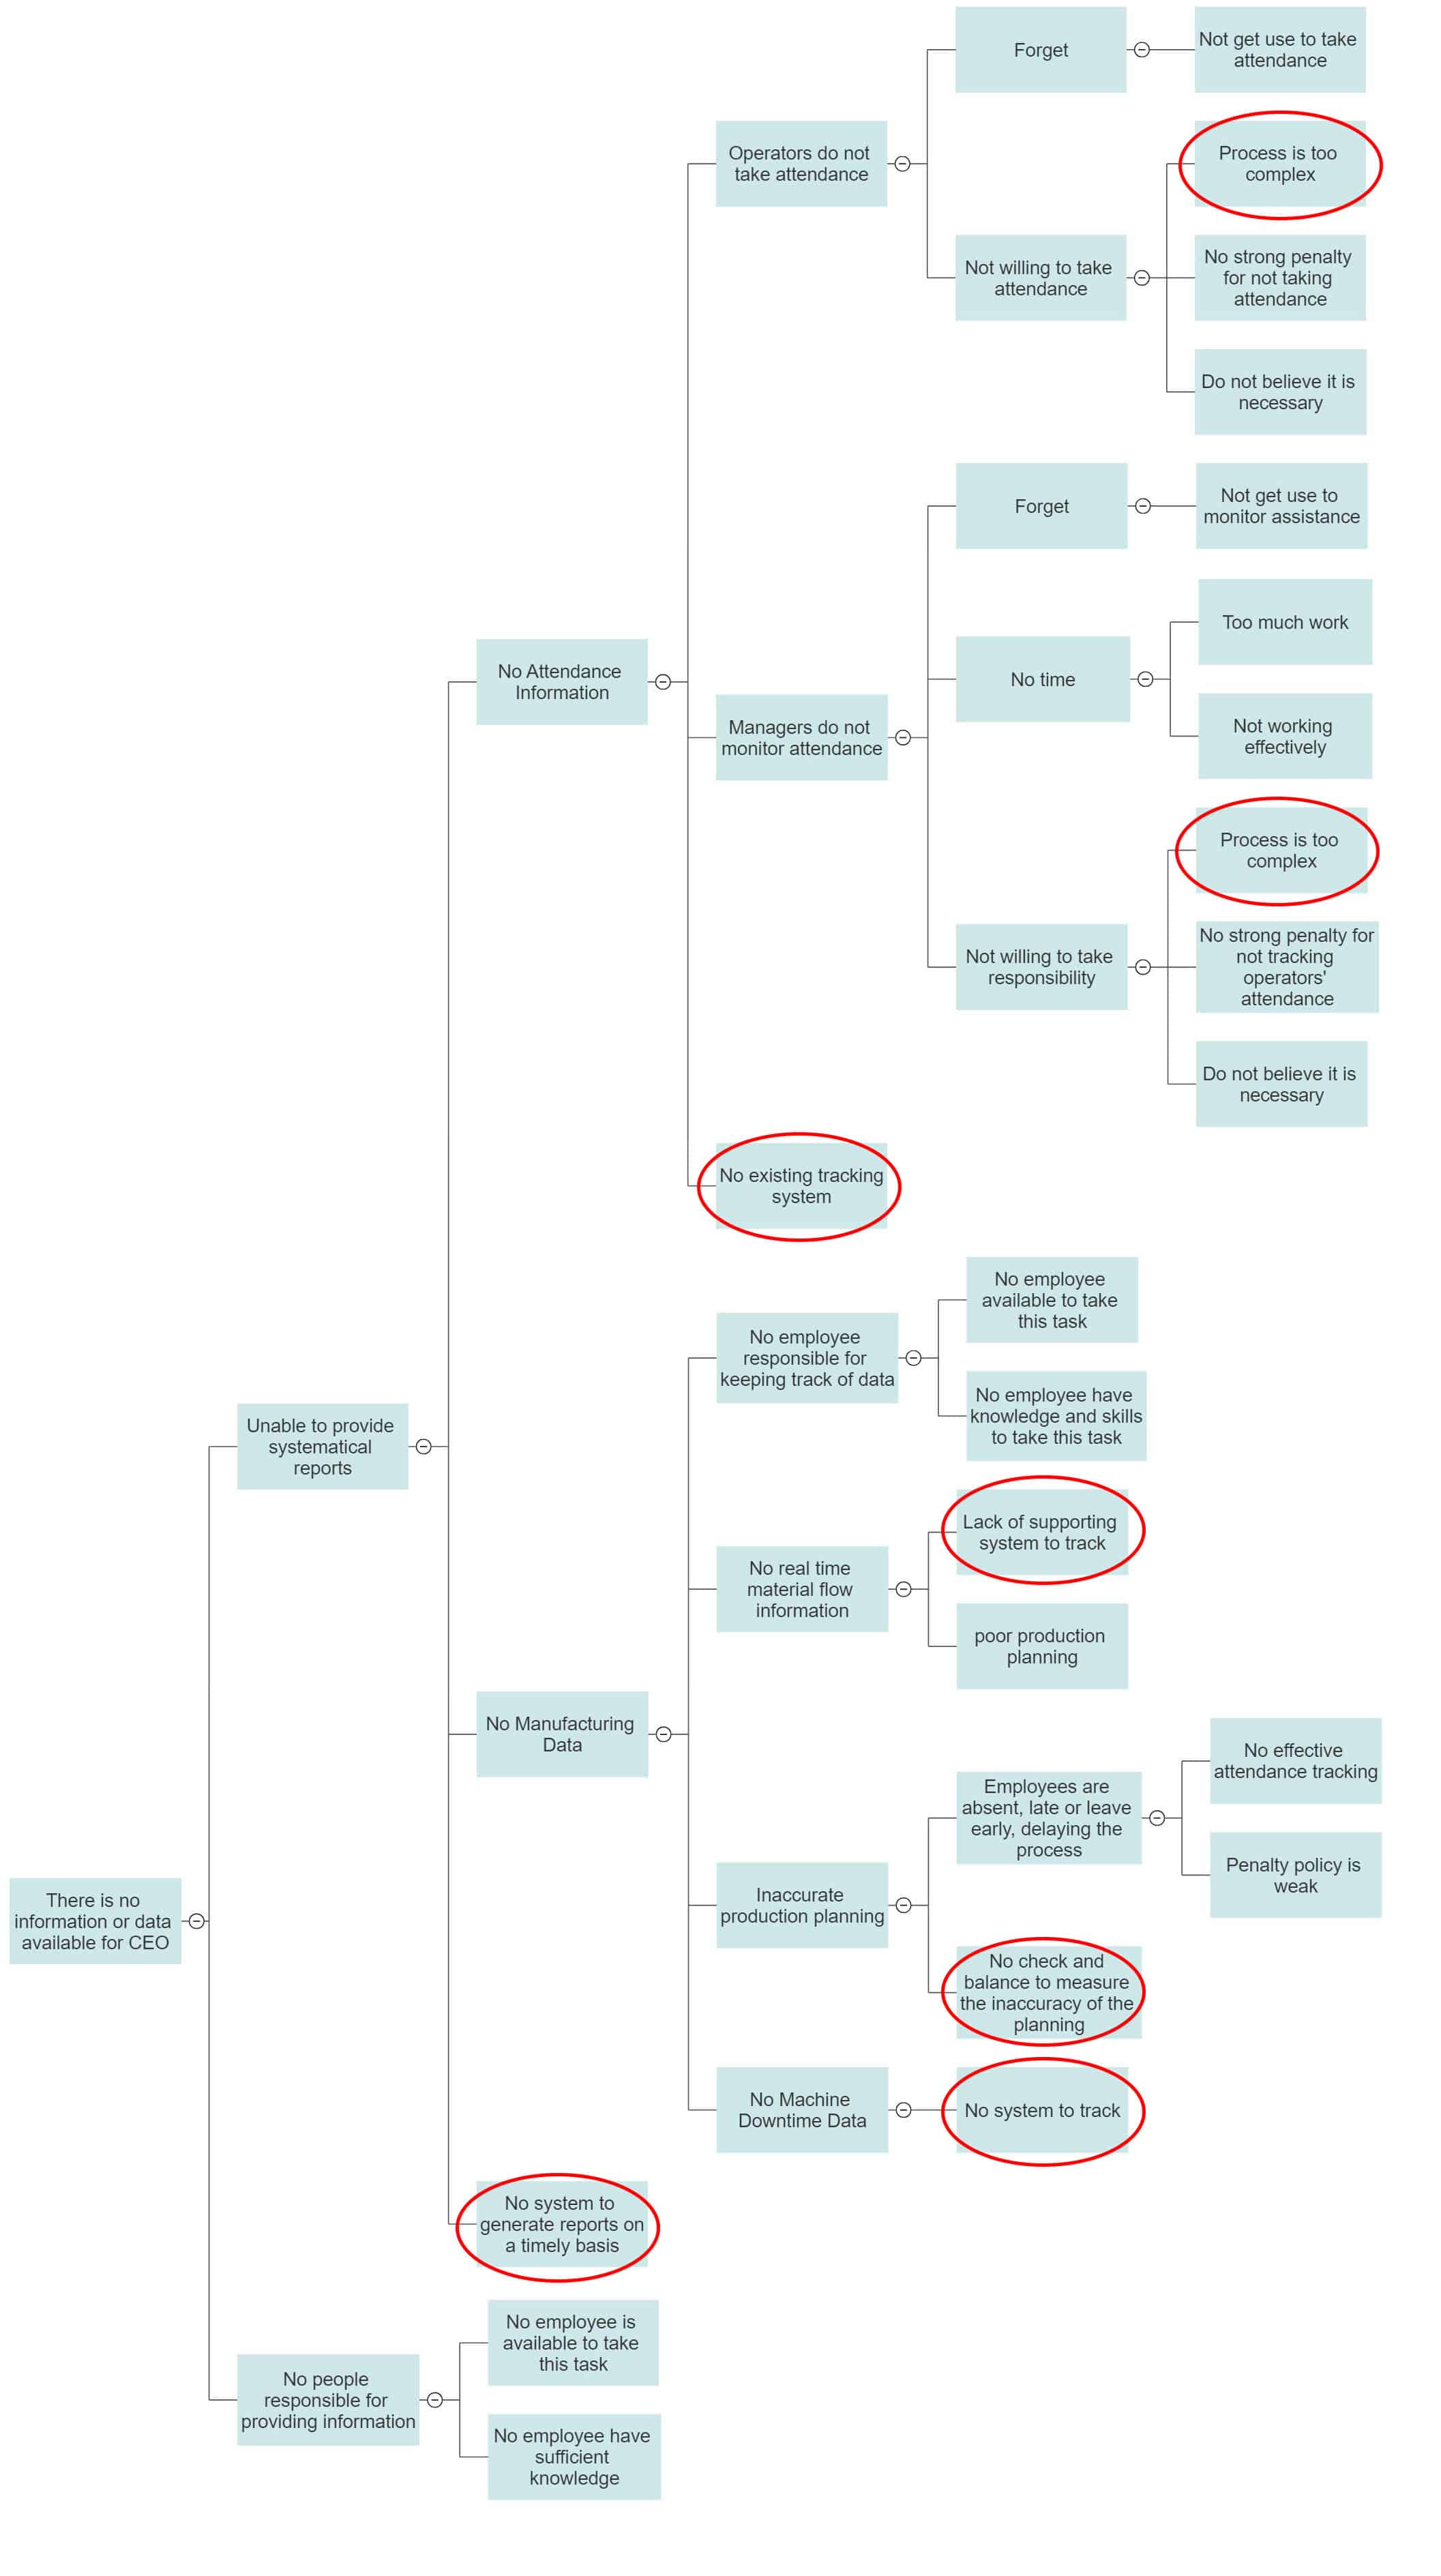 Forget
Not get use to take
attendance
Operators do not
take attendance
Process is too
complex
Not willing to take
attendance
No strong penalty
for not taking
attendance
Do not believe it is
necessary
Forget
Not get use to
monitor assistance
No Attendance
Information
Managers do not
monitor attendance
No time
Too much work
Not working
effectively
Not willing to take
responsibility
Process is too
complex
No strong penalty for
not tracking
operators'
attendance
Do not believe it is
necessary
No existing tracking
system
Unable to provide
systematical
reports
No employee
responsible for
keeping track of data
No employee
available to take
this task
No employee have
knowledge and skills
to take this task
No real time
material flow
information
Lack of supporting
system to track
poor production
planning
No Manufacturing
Data
Inaccurate
production planning
Employees are
absent, late or leave
early, delaying the
process
No effective
attendance tracking
Penalty policy is
weak
No check and
balance to measure
the inaccuracy of the
planning
No Machine
Downtime Data
No system to track
There is no
information or data
available for CEO
No system to
generate reports on
a timely basis
No people
responsible for
providing information
No employee is
available to take
this task
No employee have
sufficient
knowledge